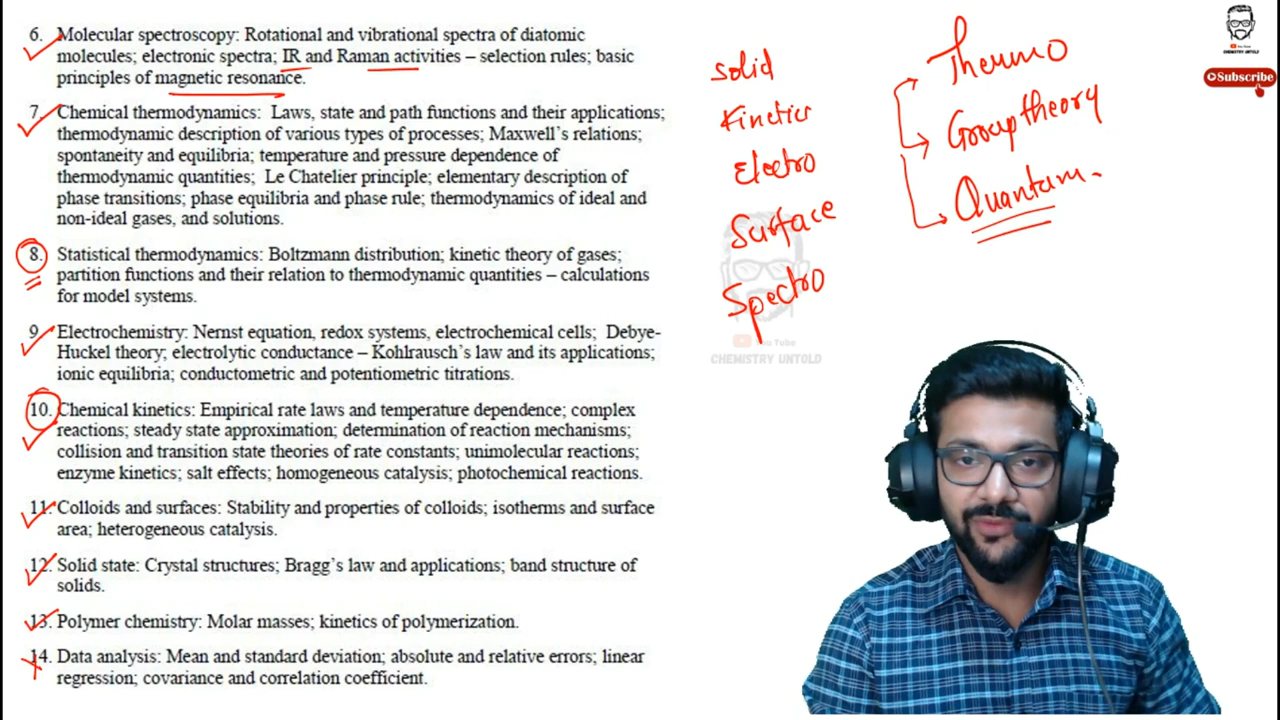 6. Molecular spectroscopy: Rotational and vibrational spectra of diatomic
molecules; electronic spectra; IR and Raman activities – selection rules; basic
principles of magnetic resonance.
7. Chemical thermodynamics: Laws, state and path functions and their applications;
thermodynamic description of various types of processes; Maxwell's relations;
spontaneity and equilibria; temperature and pressure dependence of
thermodynamic quantities; Le Chatelier principle; elementary description of
phase transitions; phase equilibria and phase rule; thermodynamics of ideal and
non-ideal gases, and solutions.
8. Statistical thermodynamics: Boltzmann distribution; kinetic theory of gases;
partition functions and their relation to thermodynamic quantities – calculations
for model systems.
9. Electrochemistry: Nernst equation, redox systems, electrochemical cells; Debye-
Huckel theory; electrolytic conductance – Kohlrausch's law and its applications;
ionic equilibria; conductometric and potentiometric titrations.
10. Chemical kinetics: Empirical rate laws and temperature dependence; complex
reactions; steady state approximation; determination of reaction mechanisms;
collision and transition state theories of rate constants; unimolecular reactions;
enzyme kinetics; salt effects; homogeneous catalysis; photochemical reactions.
11. Colloids and surfaces: Stability and properties of colloids; isotherms and surface
area; heterogeneous catalysis.
12. Solid state: Crystal structures; Bragg's law and applications; band structure of
solids.
13. Polymer chemistry: Molar masses; kinetics of polymerization.
14. Data analysis: Mean and standard deviation; absolute and relative errors; linear
regression; covariance and correlation coefficient.
Solid
Kinetics
Electro
Surface
Spectro
Thermo
Group theory
Quantum.
You Tube
CHEMISTRY UNTOLD
You Tube
CHEMISTRY UNTOLD
Subscribe